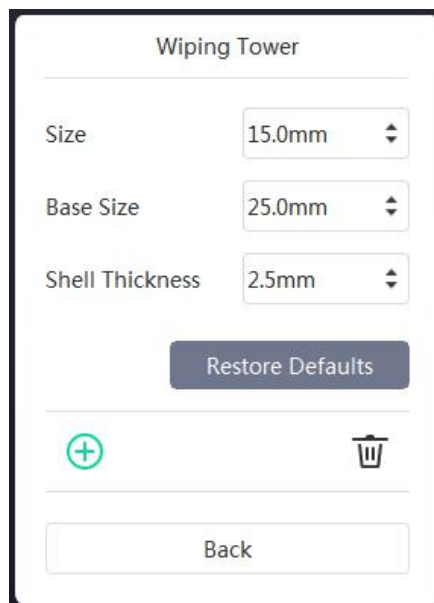 Wiping Tower
Size 15.0mm
Base Size 25.0mm
Shell Thickness 2.5mm
Restore Defaults
Back